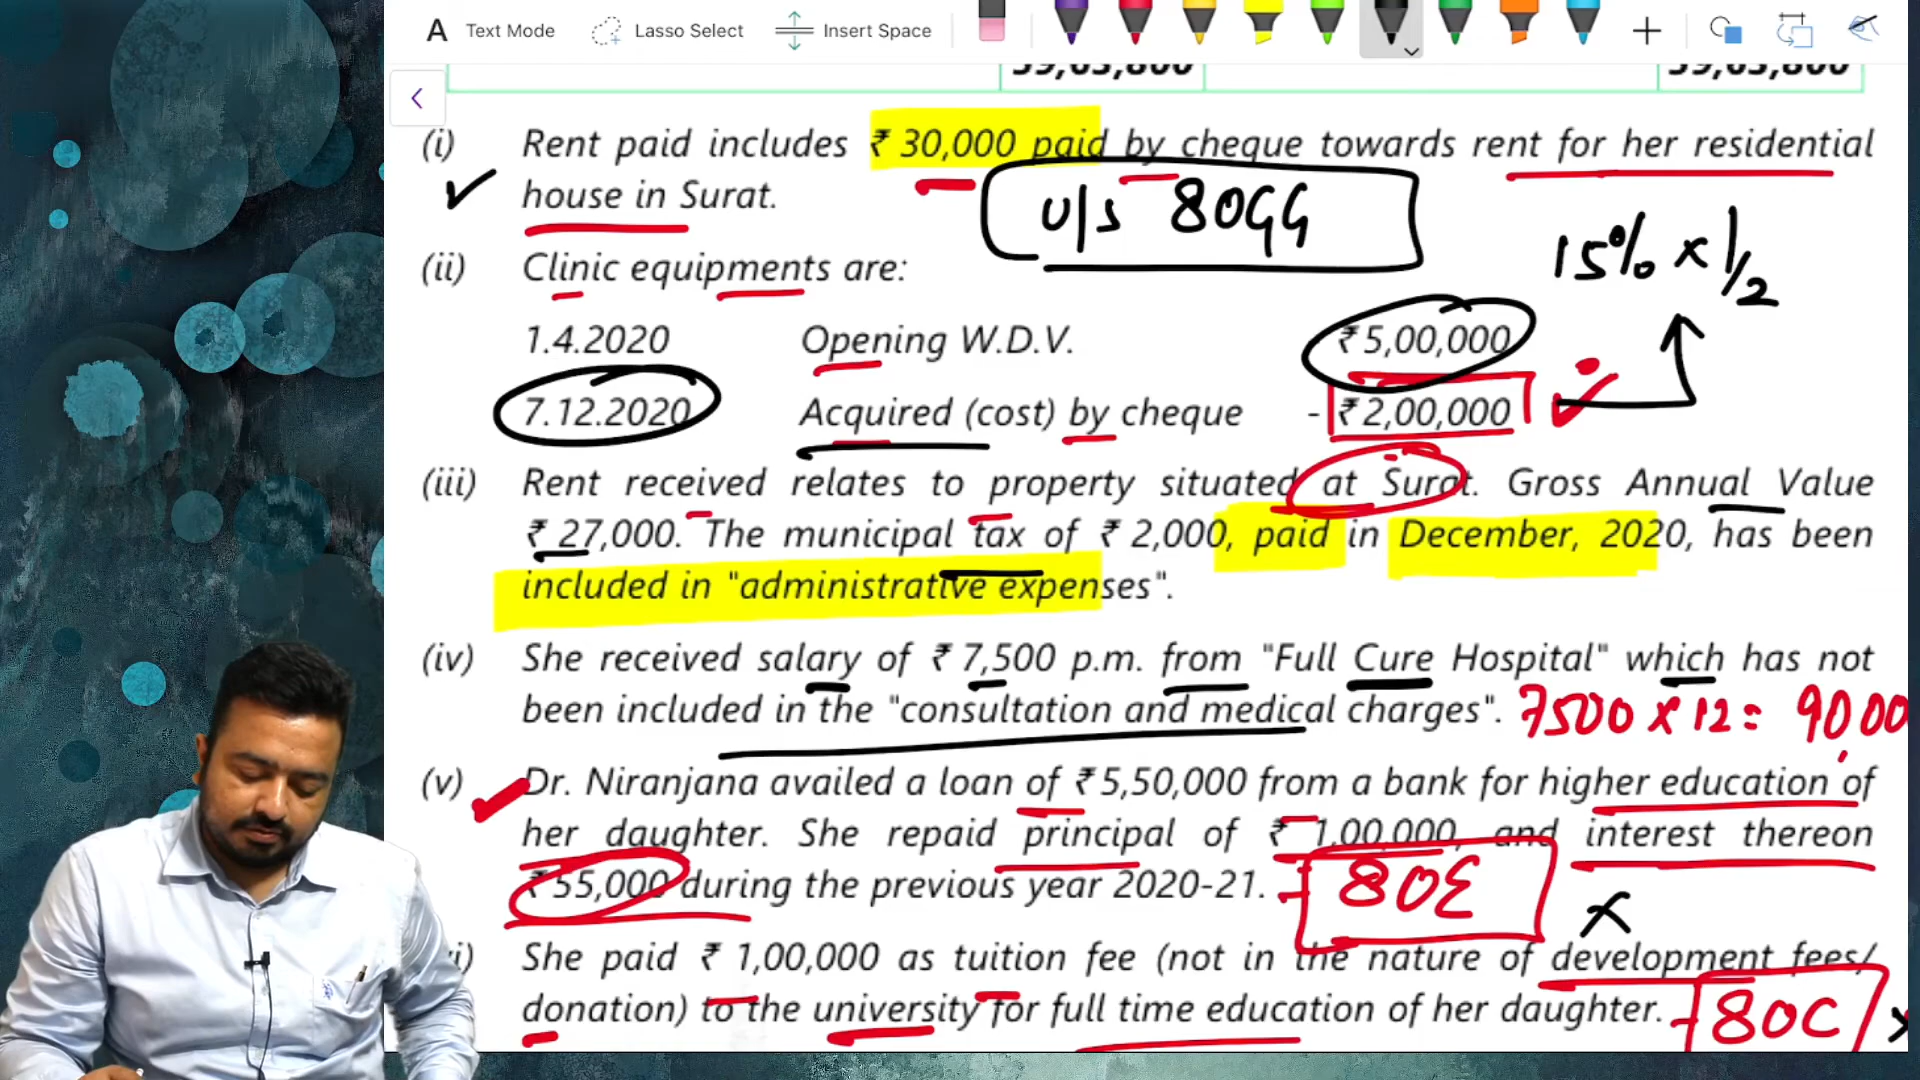 A Text Mode Lasso Select Insert Space
59,63,800 59,63,800
(i) Rent paid includes ₹ 30,000 paid by cheque towards rent for her residential
house in Surat.
u/s 80GG
(ii) Clinic equipments are:
15% x 1/2
1.4.2020 Opening W.D.V. ₹5,00,000
7.12.2020 Acquired (cost) by cheque - ₹2,00,000
(iii) Rent received relates to property situated at Surat. Gross Annual Value
₹ 27,000. The municipal tax of ₹ 2,000, paid in December, 2020, has been
included in "administrative expenses".
(iv) She received salary of ₹ 7,500 p.m. from "Full Cure Hospital" which has not
been included in the "consultation and medical charges". 7500 x 12 = 9000
(v) Dr. Niranjana availed a loan of ₹5,50,000 from a bank for higher education of
her daughter. She repaid principal of ₹ 1,00,000, and interest thereon
₹55,000 during the previous year 2020-21. - 80E
She paid ₹ 1,00,000 as tuition fee (not in the nature of development fees/
donation) to the university for full time education of her daughter. - 80C